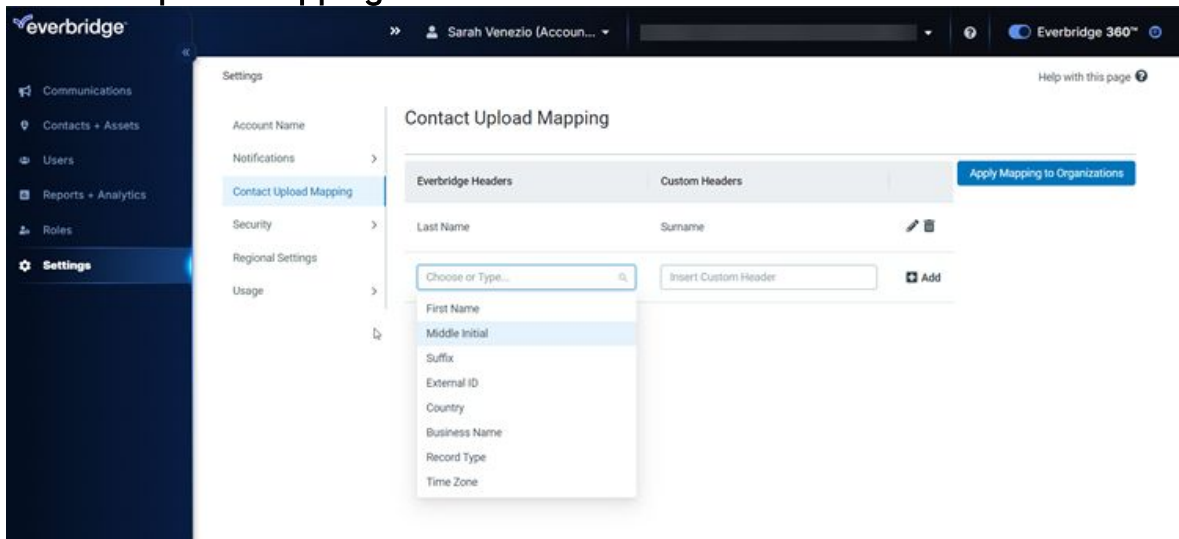 everbridge
Sarah Venezio (Accoun...
Everbridge 360™
Communications
Contacts + Assets
Users
Reports + Analytics
Roles
Settings
Settings
Help with this page
Account Name
Notifications
Contact Upload Mapping
Security
Regional Settings
Usage
Contact Upload Mapping
Everbridge Headers Custom Headers
Apply Mapping to Organizations
Last Name Surname
Choose or Type... Insert Custom Header Add
First Name
Middle Initial
Suffix
External ID
Country
Business Name
Record Type
Time Zone